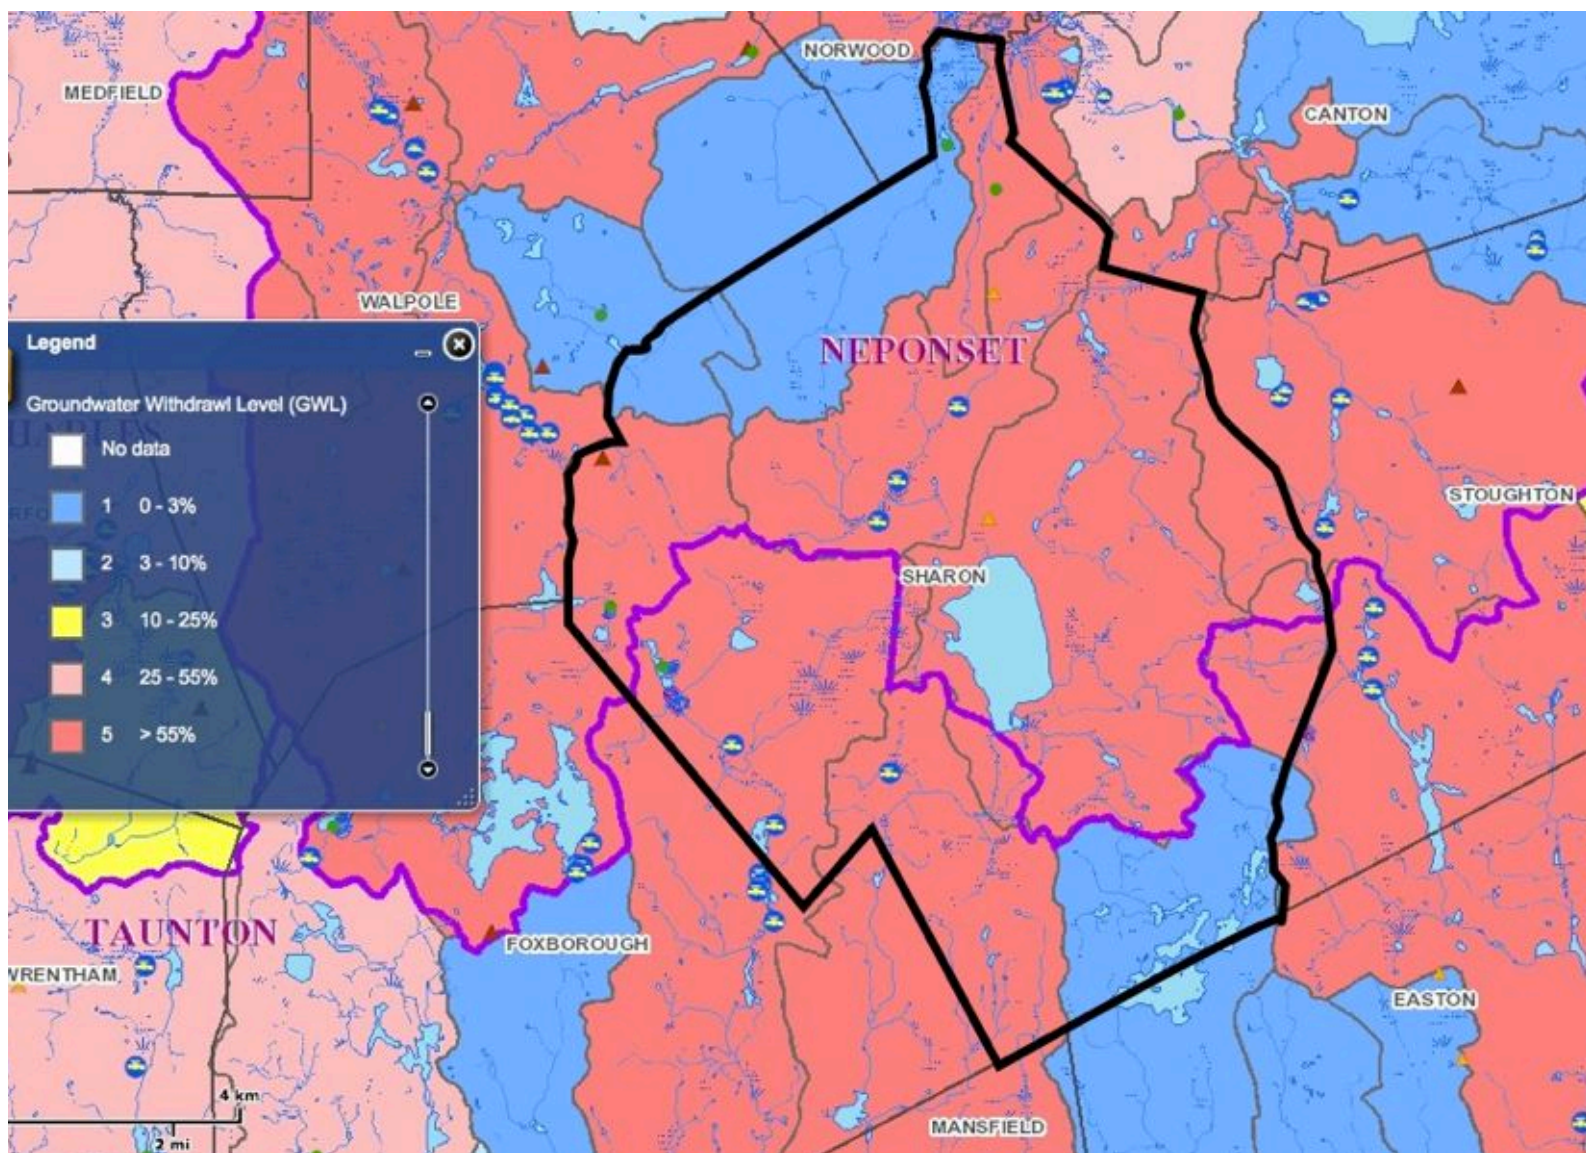 NORWOOD
MEDFIELD
CANTON
WALPOLE
Legend
NEPONSET
Groundwater Withdrawl Level (GWL)
No data
1 0 - 3%
2 3 - 10%
3 10 - 25%
4 25 - 55%
5 > 55%
STOUGHTON
SHARON
TAUNTON
FOXBOROUGH
WRENTHAM
EASTON
4 km
2 mi
MANSFIELD